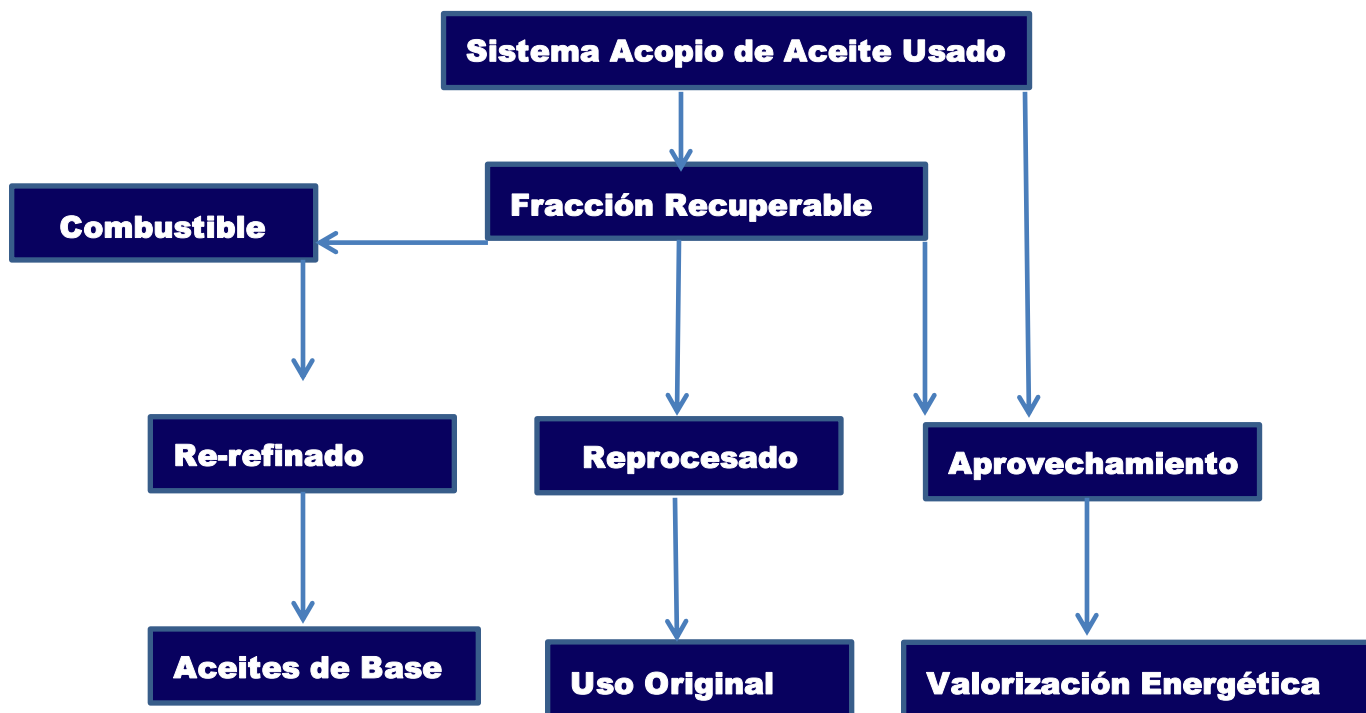 Sistema Acopio de Aceite Usado
Fracción Recuperable
Combustible
Re-refinado
Reprocesado
Aprovechamiento
Aceites de Base
Uso Original
Valorización Energética